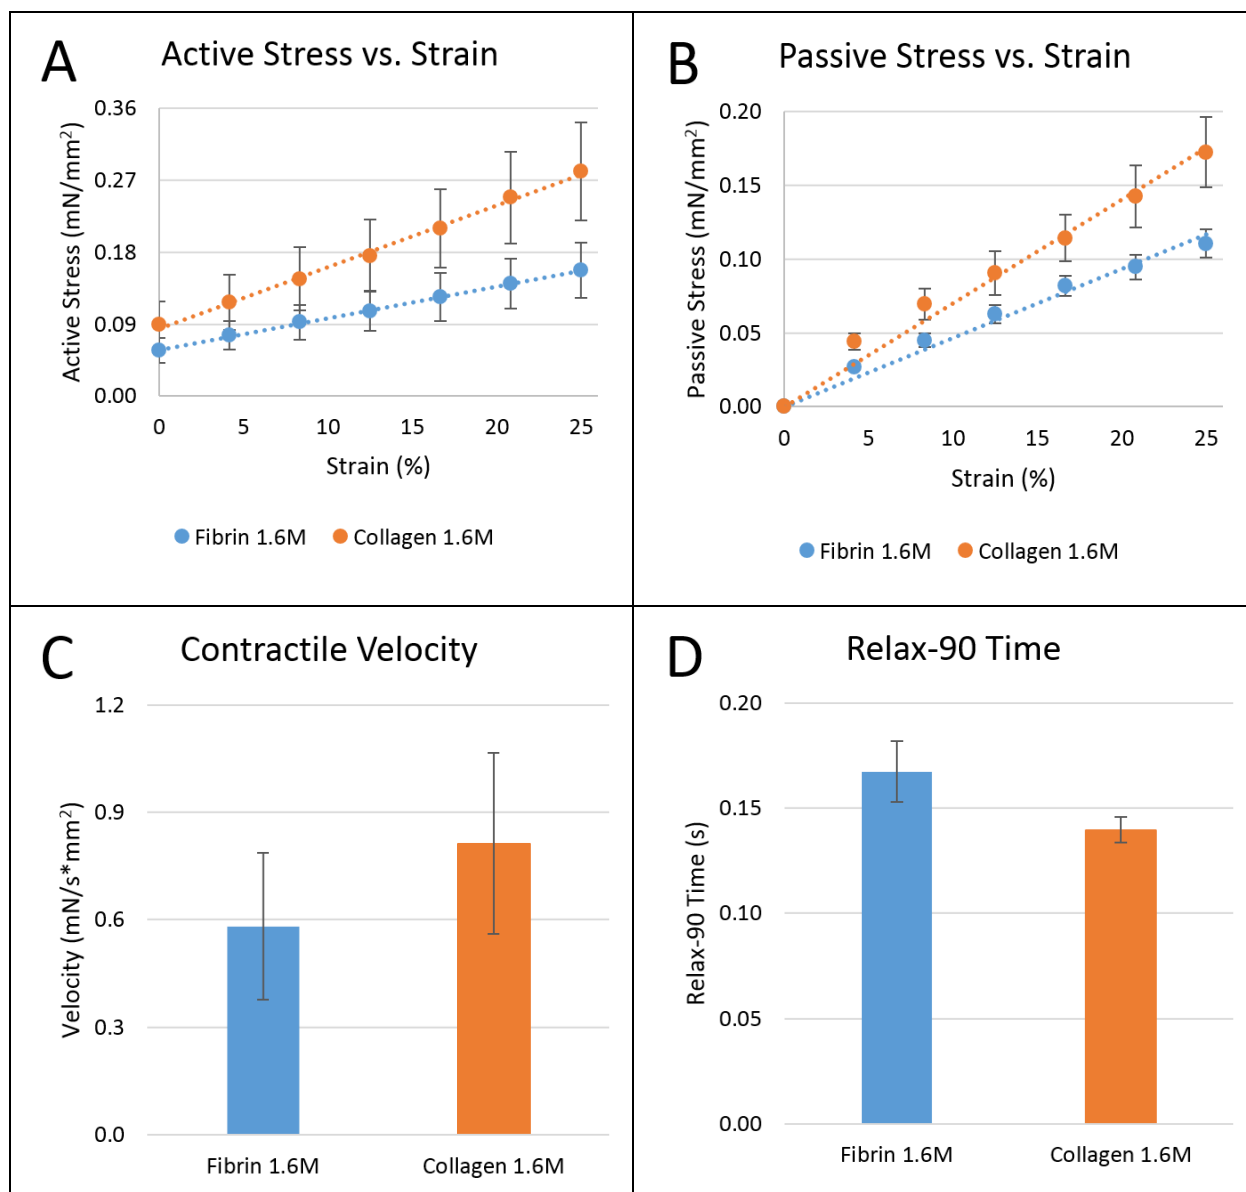 A
Active Stress vs. Strain
Active Stress (mN/mm²)
0.36
0.27
0.18
0.09
0.00
0 5 10 15 20 25
Strain (%)
Fibrin 1.6M Collagen 1.6M
B
Passive Stress vs. Strain
Passive Stress (mN/mm²)
0.20
0.15
0.10
0.05
0.00
0 5 10 15 20 25
Strain (%)
Fibrin 1.6M Collagen 1.6M
C
Contractile Velocity
Velocity (mN/s*mm²)
1.2
0.9
0.6
0.3
0.0
Fibrin 1.6M Collagen 1.6M
D
Relax-90 Time
Relax-90 Time (s)
0.20
0.15
0.10
0.05
0.00
Fibrin 1.6M Collagen 1.6M